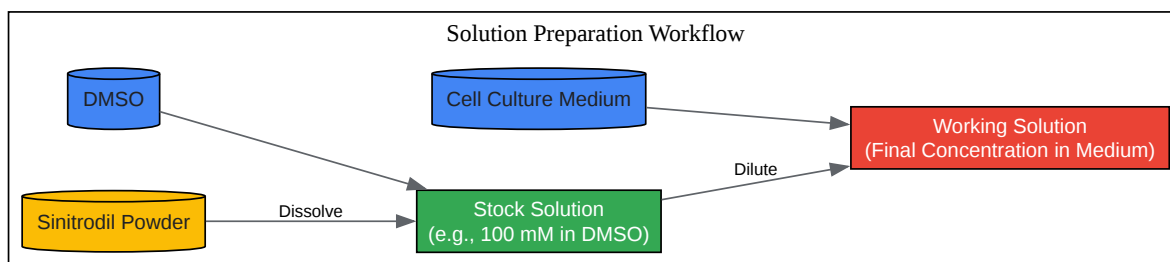 Solution Preparation Workflow
DMSO
Cell Culture Medium
Working Solution
(Final Concentration in Medium)
Dilute
Sinitrodil Powder
Dissolve
Stock Solution
(e.g., 100 mM in DMSO)